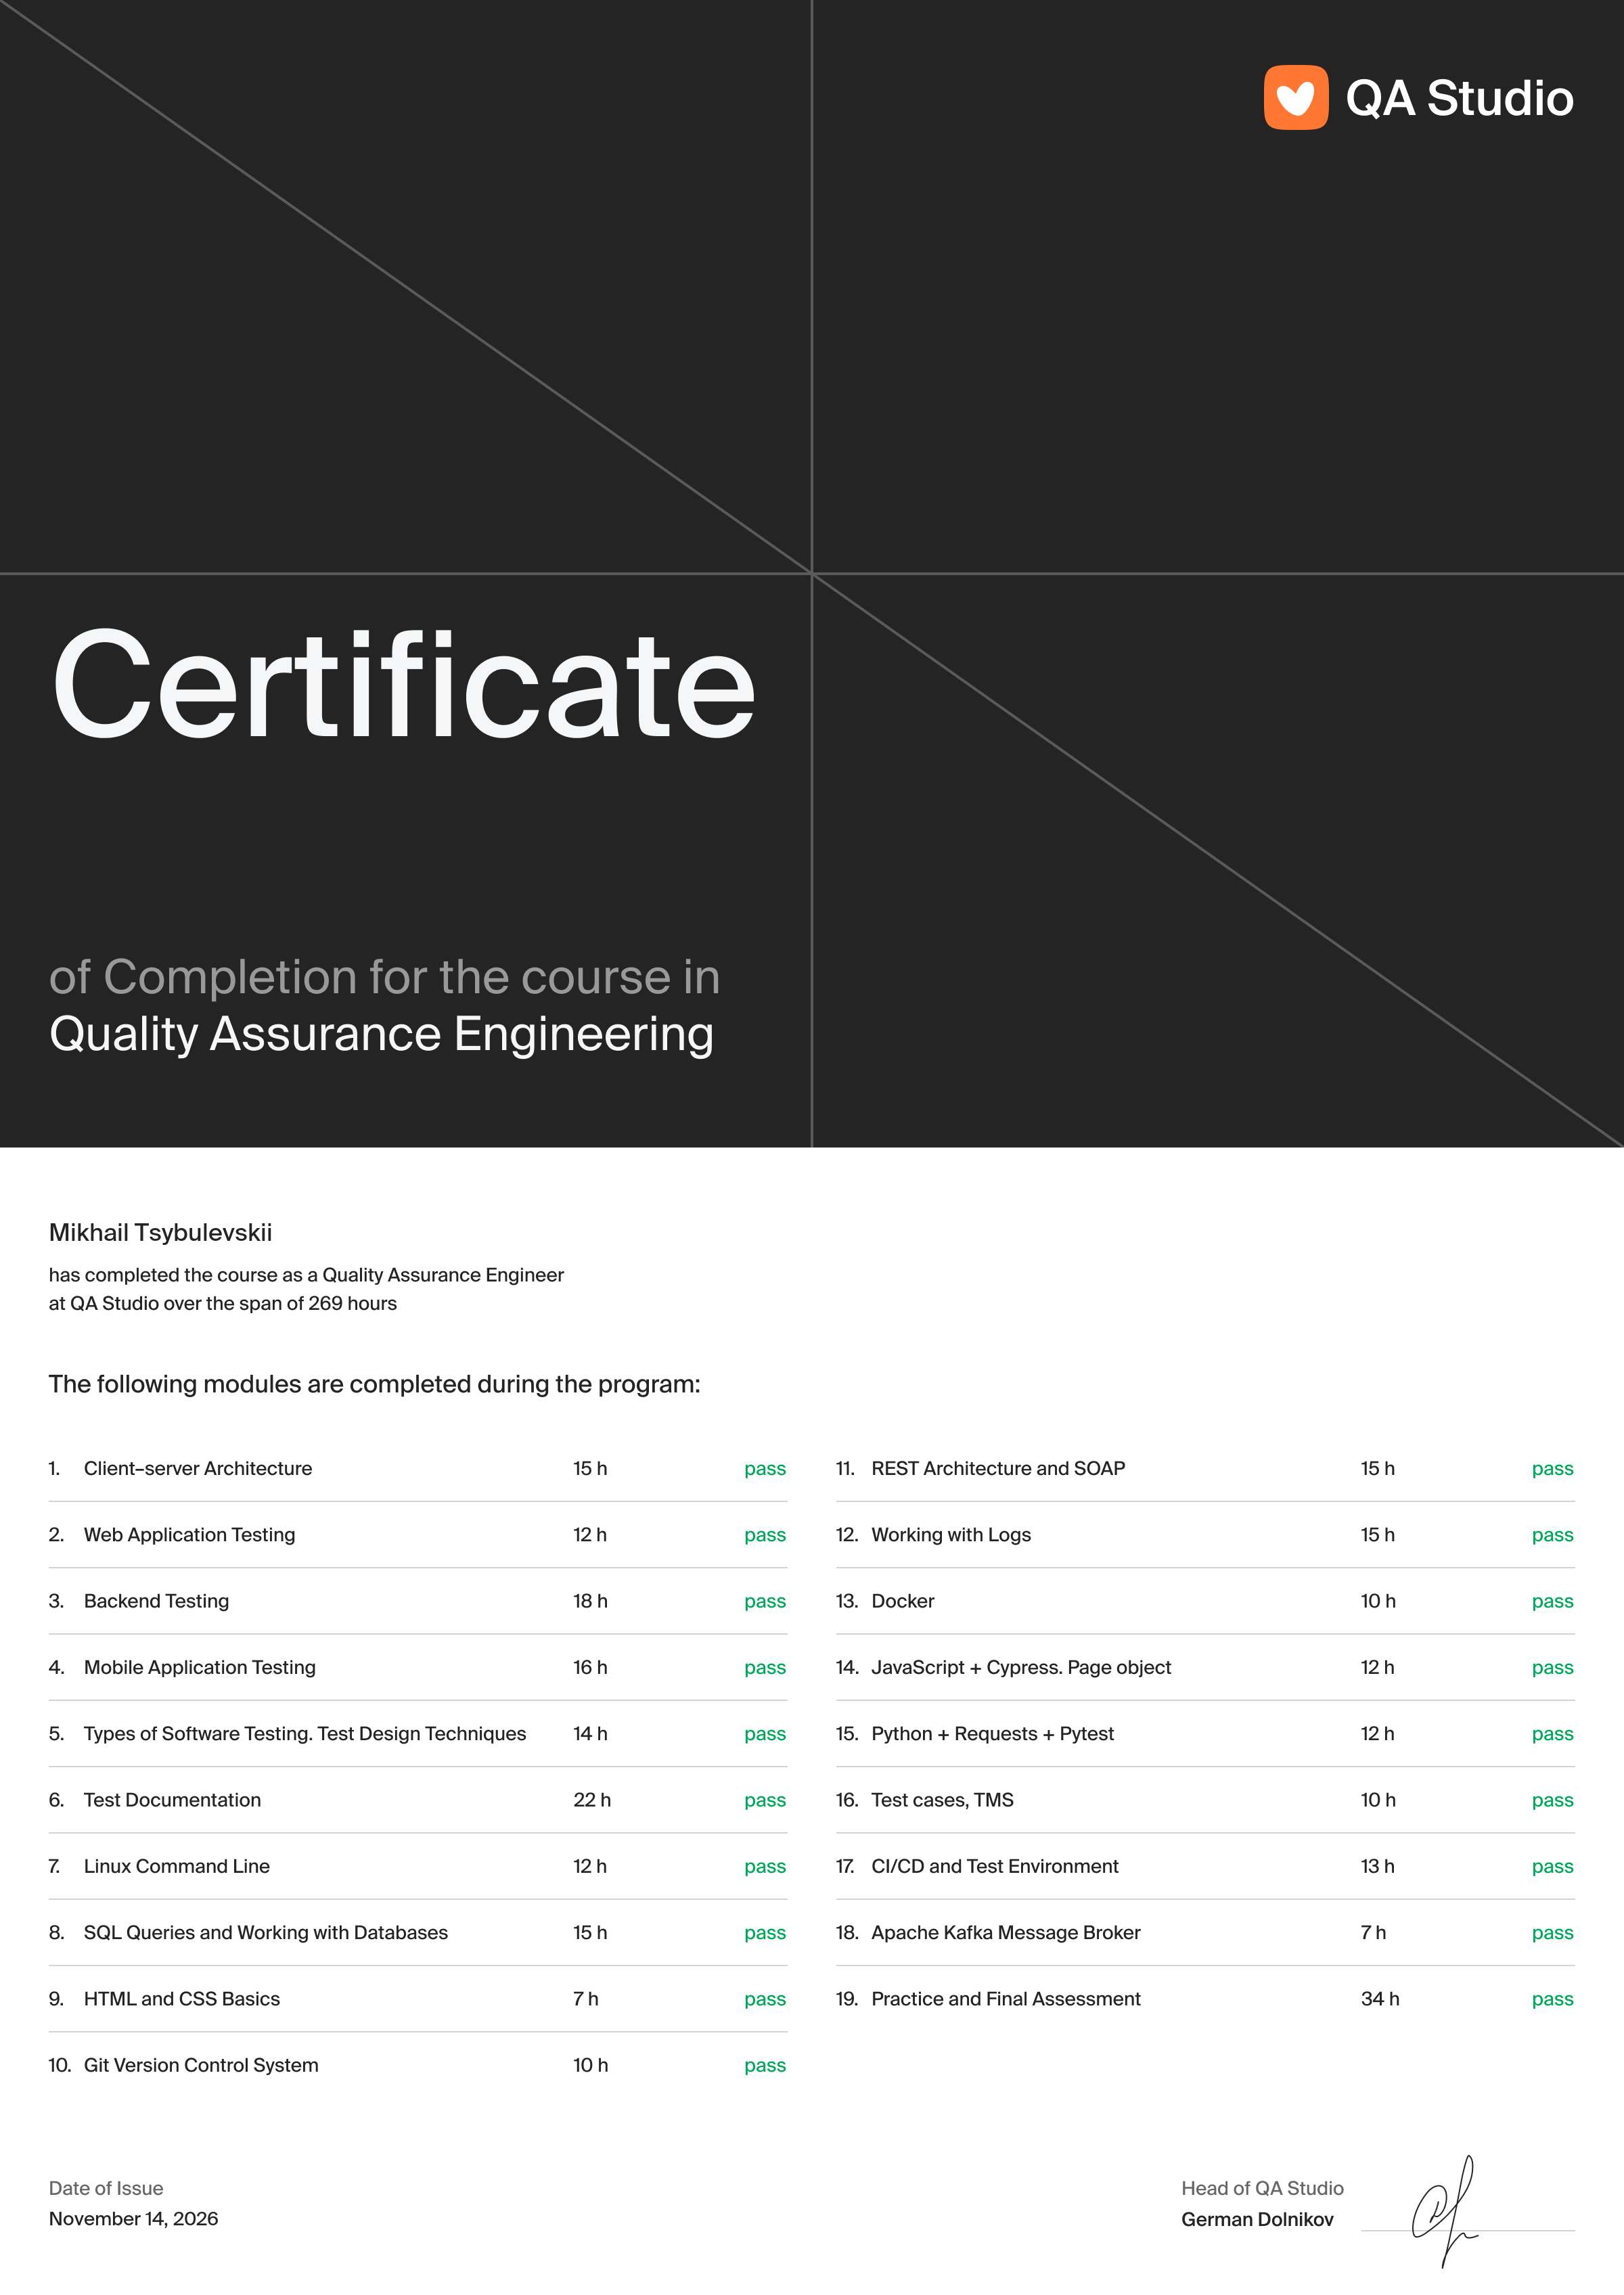 QA Studio
Certificate
of Completion for the course in
Quality Assurance Engineering
Mikhail Tsybulevskii
has completed the course as a Quality Assurance Engineer
at QA Studio over the span of 269 hours
The following modules are completed during the program:
1. Client–server Architecture 15 h pass
2. Web Application Testing 12 h pass
3. Backend Testing 18 h pass
4. Mobile Application Testing 16 h pass
5. Types of Software Testing. Test Design Techniques 14 h pass
6. Test Documentation 22 h pass
7. Linux Command Line 12 h pass
8. SQL Queries and Working with Databases 15 h pass
9. HTML and CSS Basics 7 h pass
10. Git Version Control System 10 h pass
11. REST Architecture and SOAP 15 h pass
12. Working with Logs 15 h pass
13. Docker 10 h pass
14. JavaScript + Cypress. Page object 12 h pass
15. Python + Requests + Pytest 12 h pass
16. Test cases, TMS 10 h pass
17. CI/CD and Test Environment 13 h pass
18. Apache Kafka Message Broker 7 h pass
19. Practice and Final Assessment 34 h pass
Date of Issue
November 14, 2026
Head of QA Studio
German Dolnikov